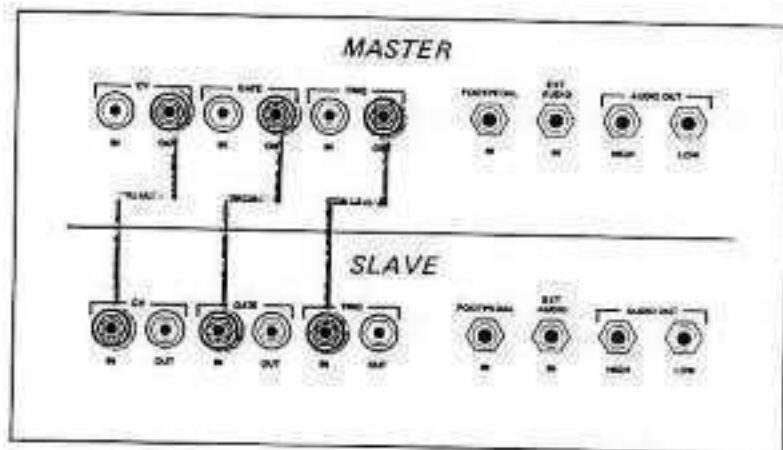 MASTER
CV GATE TRIG
FOOTPEDAL EXT AUDIO AUDIO OUT
IN OUT IN OUT IN OUT
IN IN HIGH LOW
SLAVE
CV GATE TRIG
FOOTPEDAL EXT AUDIO AUDIO OUT
IN OUT IN OUT IN OUT
IN IN HIGH LOW